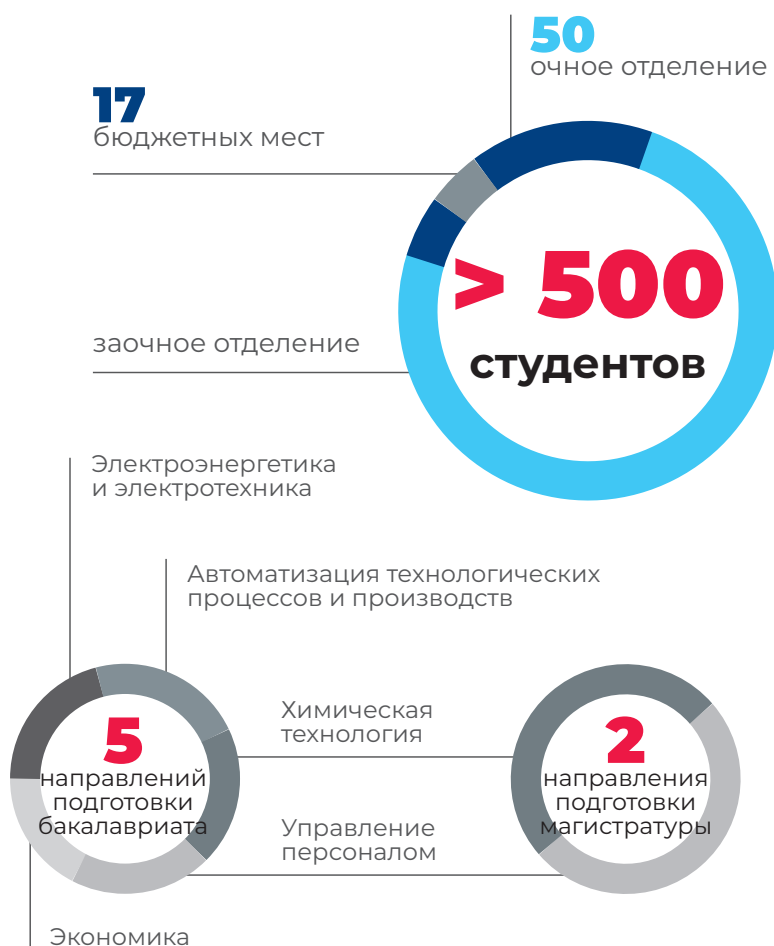 50
очное отделение
17
бюджетных мест
> 500
студентов
заочное отделение
Электроэнергетика
и электротехника
Автоматизация технологических
процессов и производств
Химическая
технология
5
направлений
подготовки
бакалавриата
2
направления
подготовки
магистратуры
Управление
персоналом
Экономика